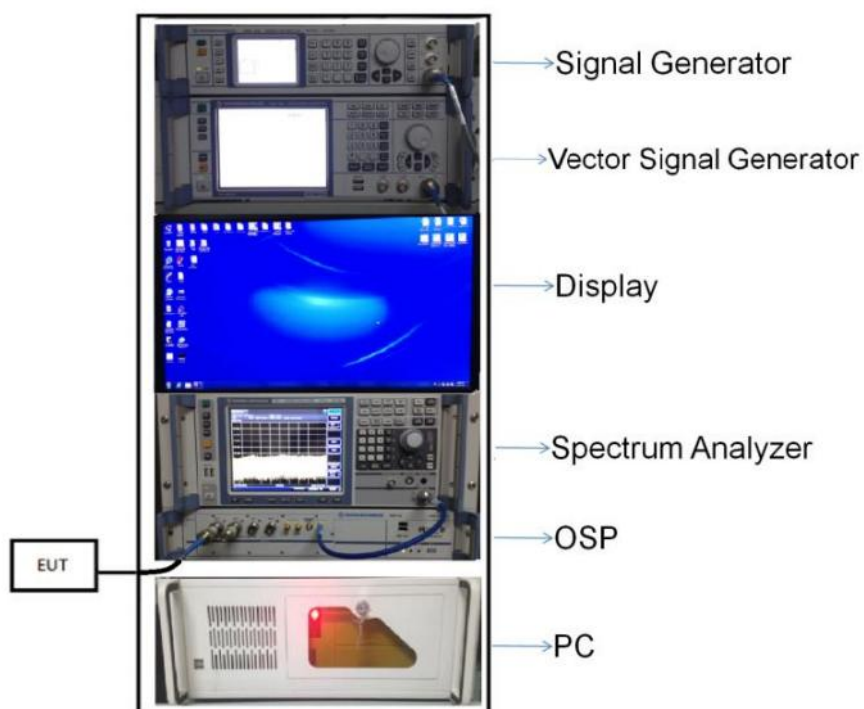 Signal Generator
Vector Signal Generator
Display
Spectrum Analyzer
OSP
EUT
PC